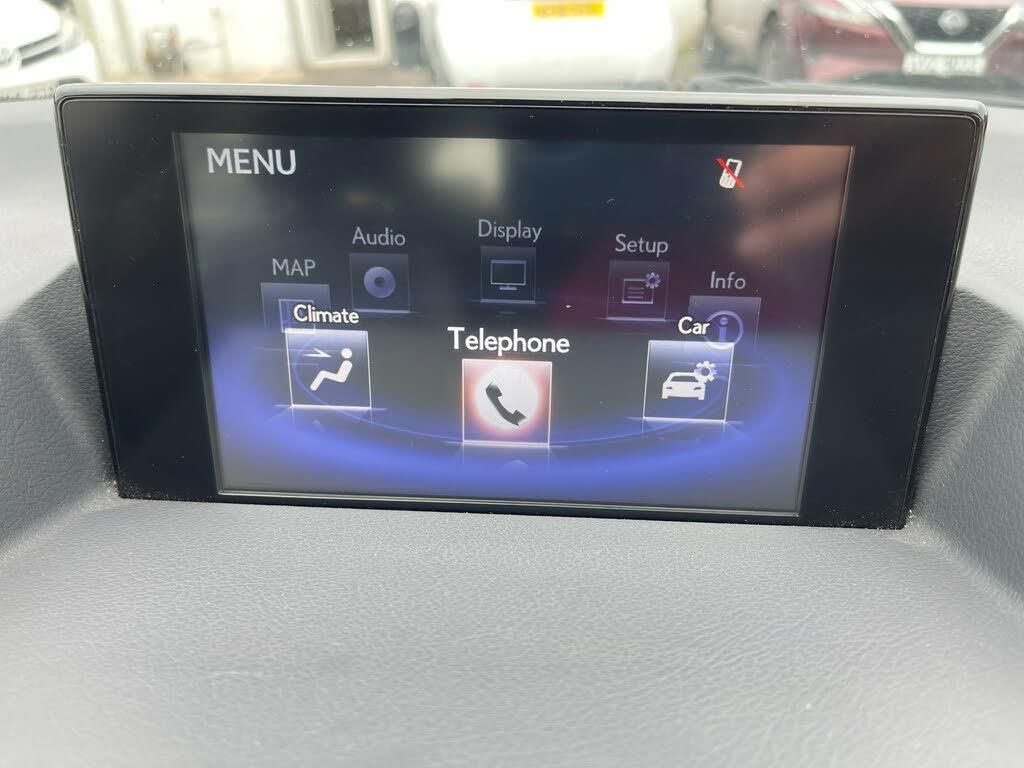 MENU
Display
Audio
Setup
MAP
Info
Climate
Telephone
Car